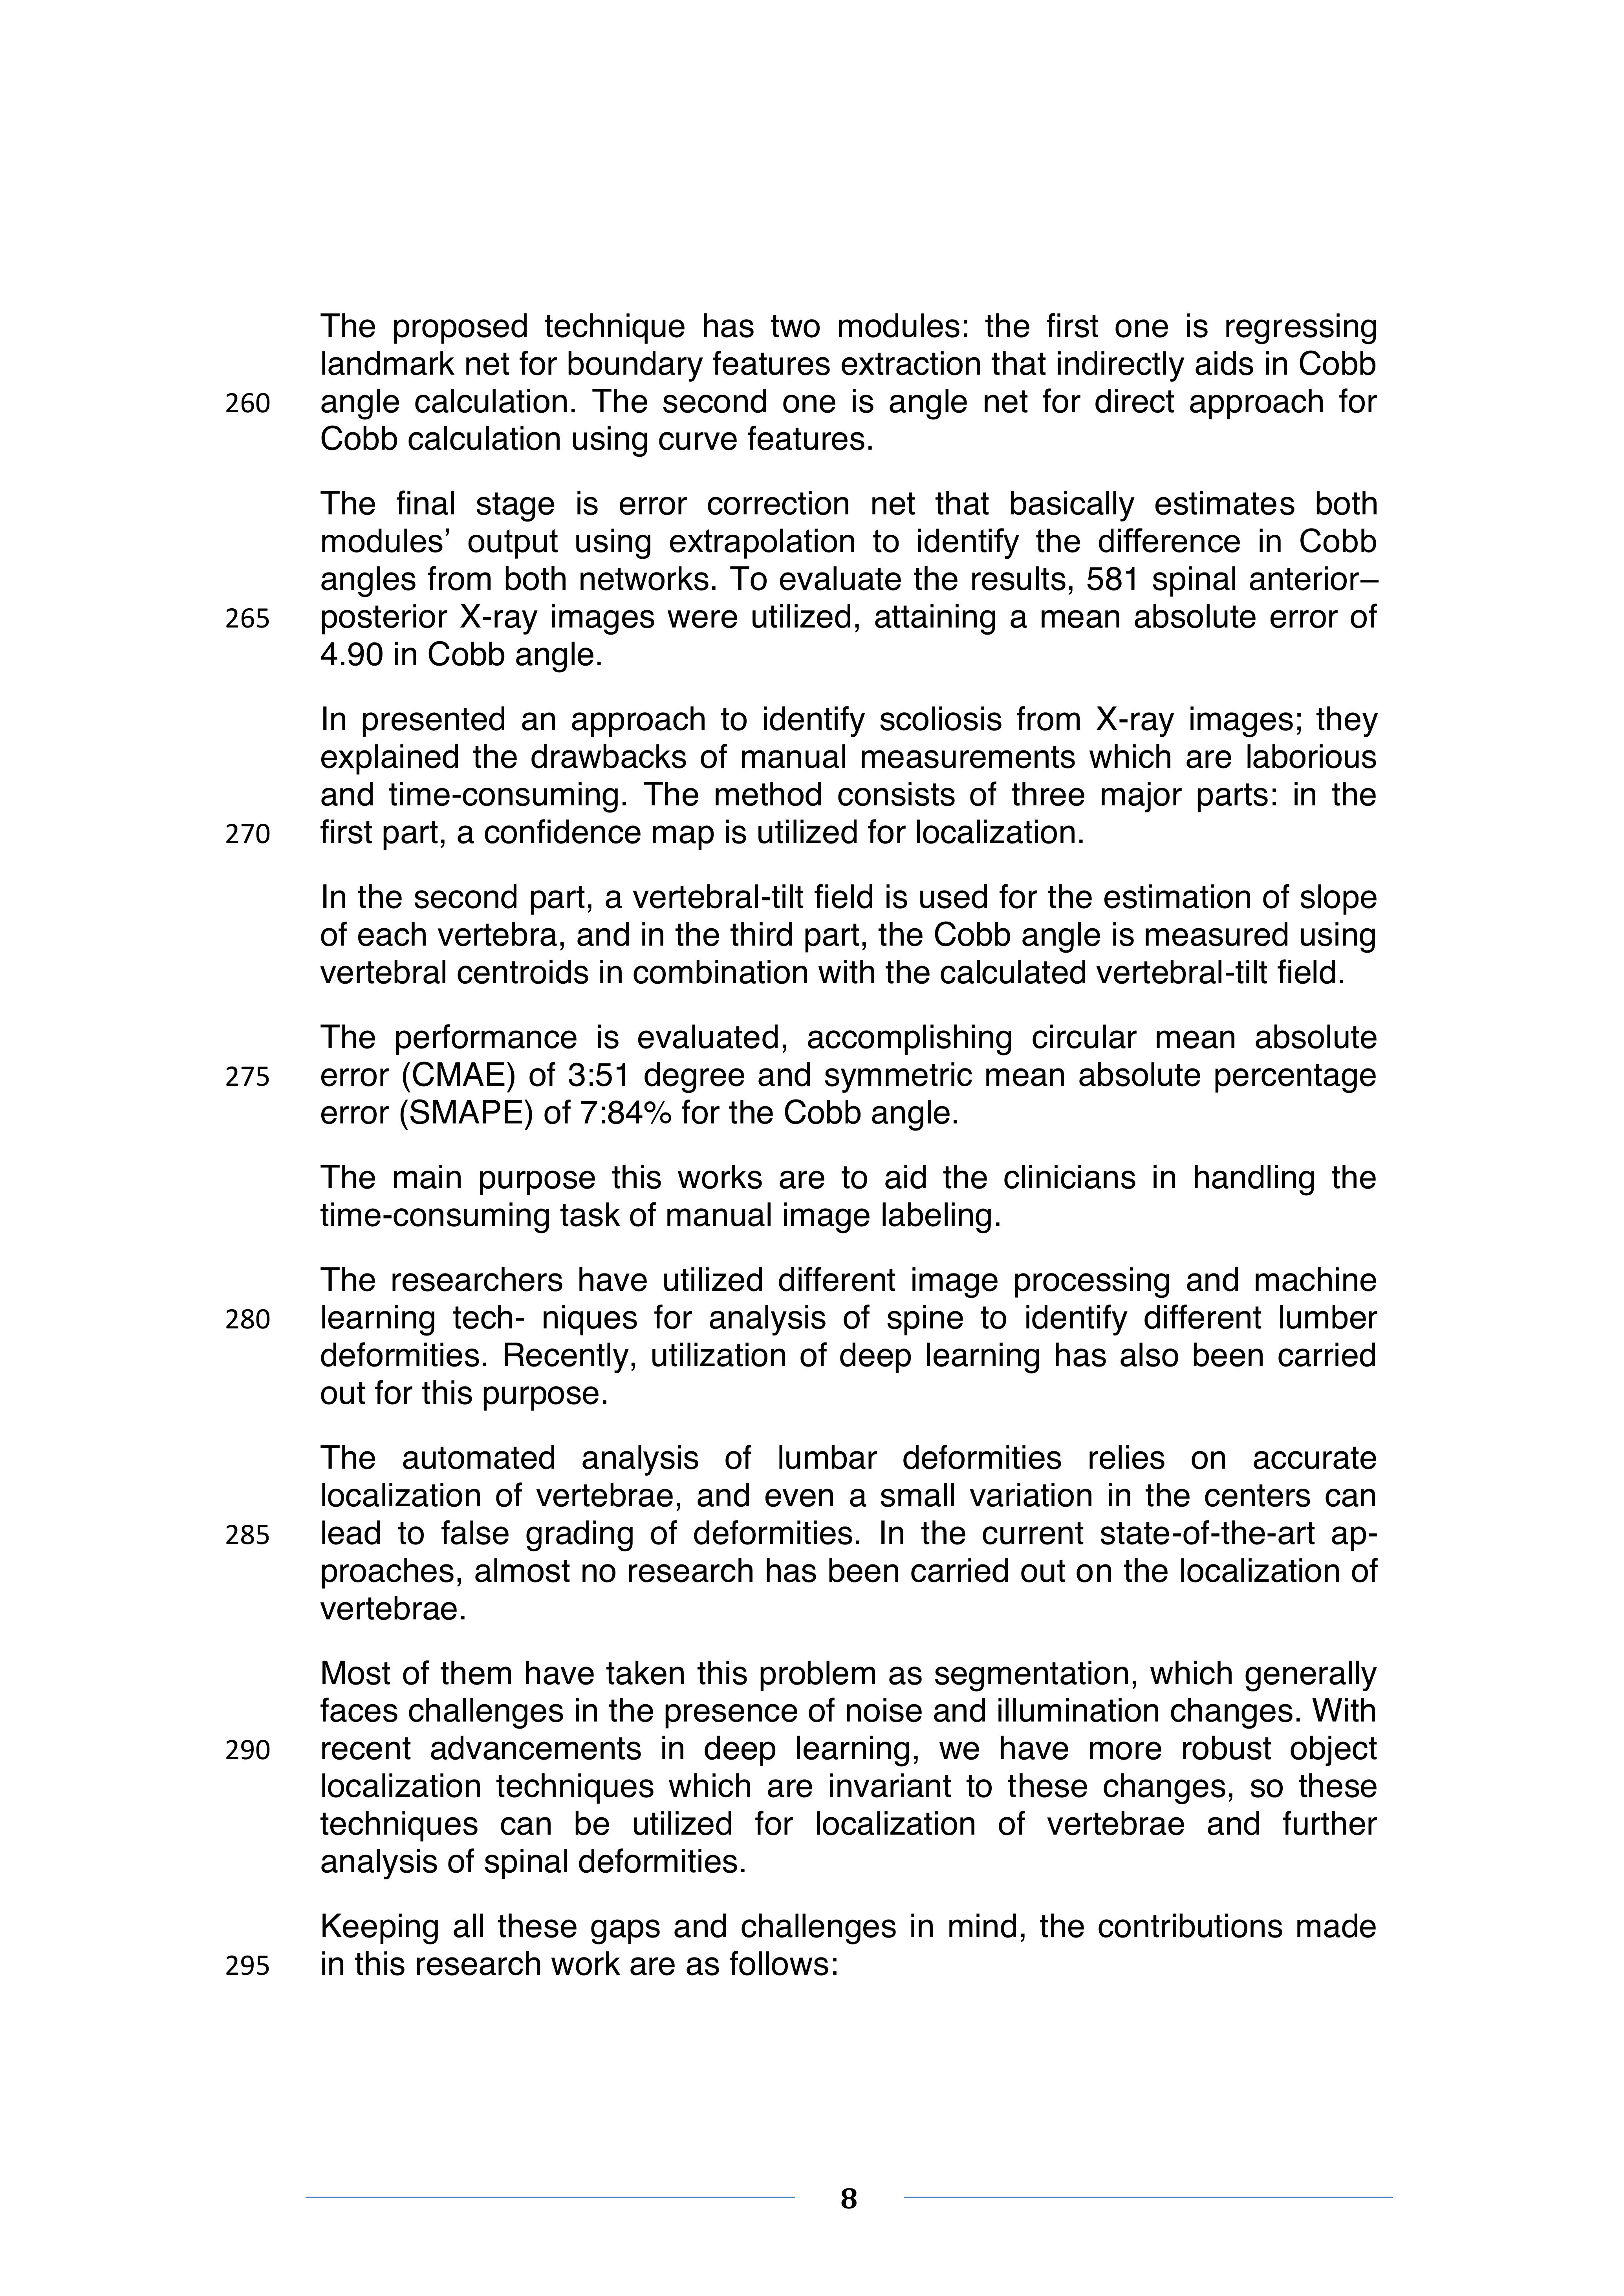 The proposed technique has two modules: the first one is regressing
landmark net for boundary features extraction that indirectly aids in Cobb
260 angle calculation. The second one is angle net for direct approach for
Cobb calculation using curve features.
The final stage is error correction net that basically estimates both
modules’ output using extrapolation to identify the difference in Cobb
angles from both networks. To evaluate the results, 581 spinal anterior–
265 posterior X-ray images were utilized, attaining a mean absolute error of
4.90 in Cobb angle.
In presented an approach to identify scoliosis from X-ray images; they
explained the drawbacks of manual measurements which are laborious
and time-consuming. The method consists of three major parts: in the
270 first part, a confidence map is utilized for localization.
In the second part, a vertebral-tilt field is used for the estimation of slope
of each vertebra, and in the third part, the Cobb angle is measured using
vertebral centroids in combination with the calculated vertebral-tilt field.
The performance is evaluated, accomplishing circular mean absolute
275 error (CMAE) of 3:51 degree and symmetric mean absolute percentage
error (SMAPE) of 7:84% for the Cobb angle.
The main purpose this works are to aid the clinicians in handling the
time-consuming task of manual image labeling.
The researchers have utilized different image processing and machine
280 learning tech- niques for analysis of spine to identify different lumber
deformities. Recently, utilization of deep learning has also been carried
out for this purpose.
The automated analysis of lumbar deformities relies on accurate
localization of vertebrae, and even a small variation in the centers can
285 lead to false grading of deformities. In the current state-of-the-art ap-
proaches, almost no research has been carried out on the localization of
vertebrae.
Most of them have taken this problem as segmentation, which generally
faces challenges in the presence of noise and illumination changes. With
290 recent advancements in deep learning, we have more robust object
localization techniques which are invariant to these changes, so these
techniques can be utilized for localization of vertebrae and further
analysis of spinal deformities.
Keeping all these gaps and challenges in mind, the contributions made
295 in this research work are as follows:
8